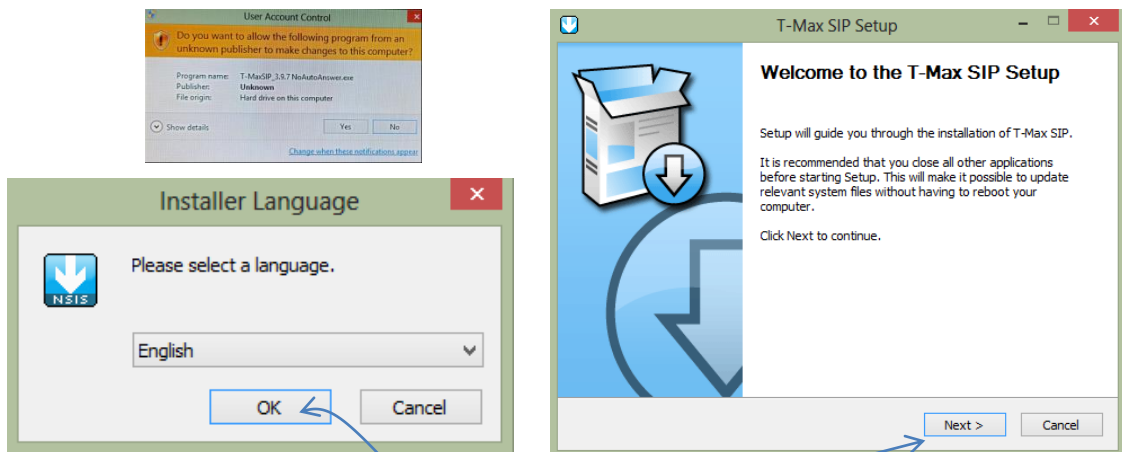 User Account Control
Do you want to allow the following program from an
unknown publisher to make changes to this computer?
Program name: T-MaxSIP_3.9.7 NoAutoAnswer.exe
Publisher: Unknown
File origin: Hard drive on this computer
Show details
Yes
No
Change when these notifications appear
Installer Language
Please select a language.
NSIS
English
OK
Cancel
T-Max SIP Setup
Welcome to the T-Max SIP Setup
Setup will guide you through the installation of T-Max SIP.
It is recommended that you close all other applications
before starting Setup. This will make it possible to update
relevant system files without having to reboot your
computer.
Click Next to continue.
Next >
Cancel